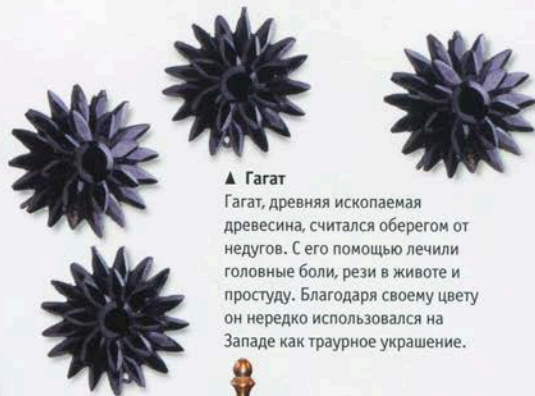 ▲ Гагат
Гагат, древняя ископаемая
древесина, считался оберегом от
недугов. С его помощью лечили
головные боли, рези в животе и
простуду. Благодаря своему цвету
он нередко использовался на
Западе как траурное украшение.